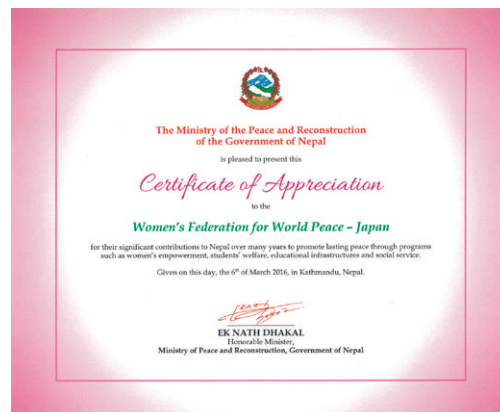 The Ministry of the Peace and Reconstruction
of the Government of Nepal
is pleased to present this
Certificate of Appreciation
to the
Women's Federation for World Peace – Japan
for their significant contributions to Nepal over many years to promote lasting peace through programs
such as women's empowerment, students' welfare, educational infrastructures and social service.
Given on this day, the 6th of March 2016, in Kathmandu, Nepal.
EK NATH DHAKAL
Honorable Minister,
Ministry of Peace and Reconstruction, Government of Nepal